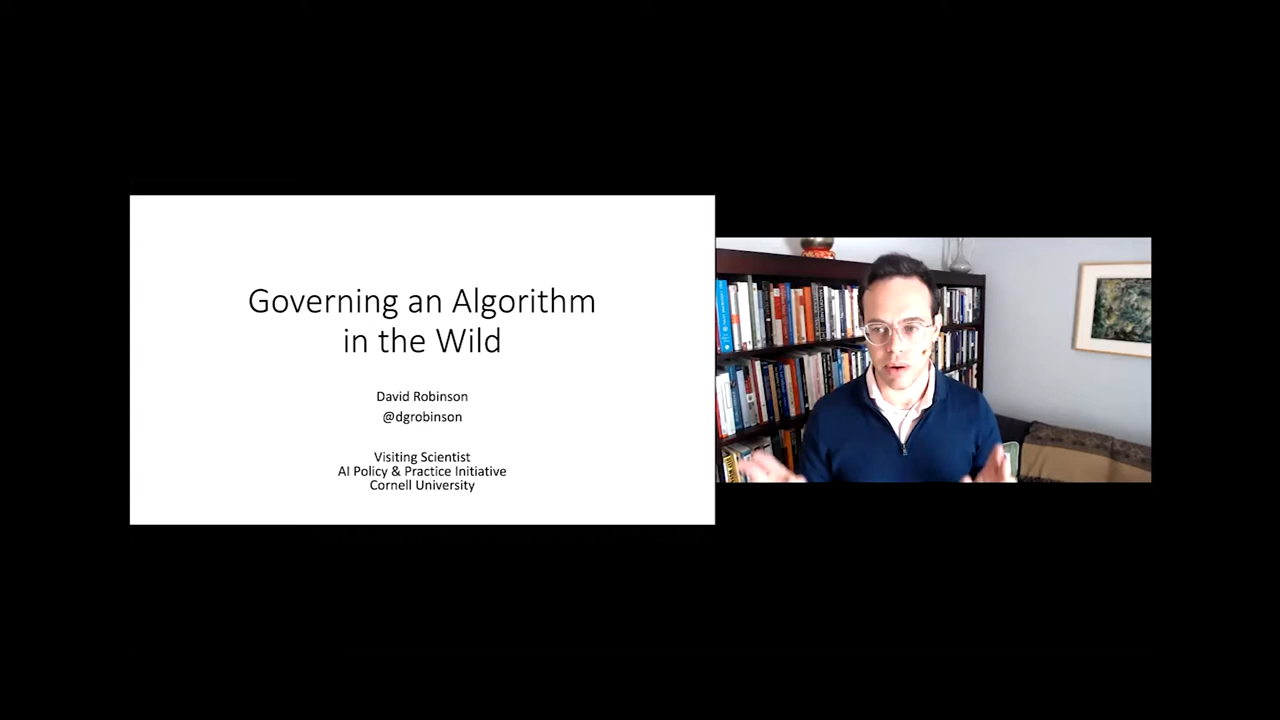 Governing an Algorithm
in the Wild
David Robinson
@dgrobinson
Visiting Scientist
AI Policy & Practice Initiative
Cornell University